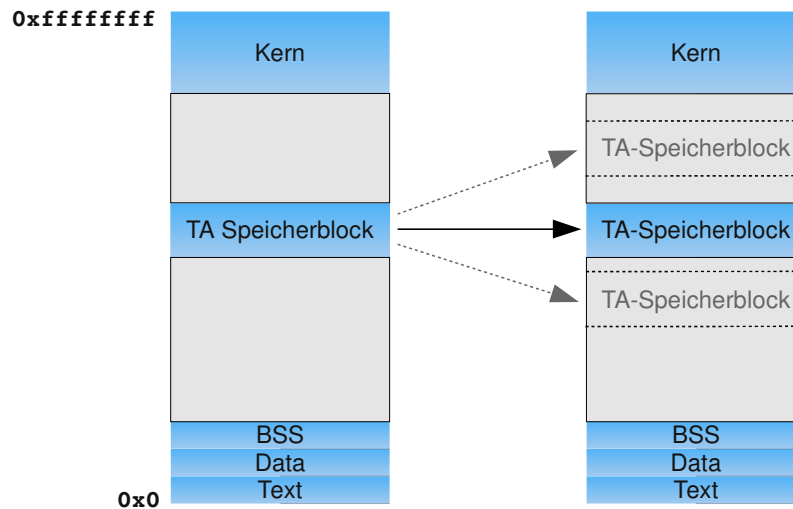 0xffffffff
Kern
TA Speicherblock
BSS
Data
Text
0x0
Kern
TA-Speicherblock
TA-Speicherblock
TA-Speicherblock
BSS
Data
Text